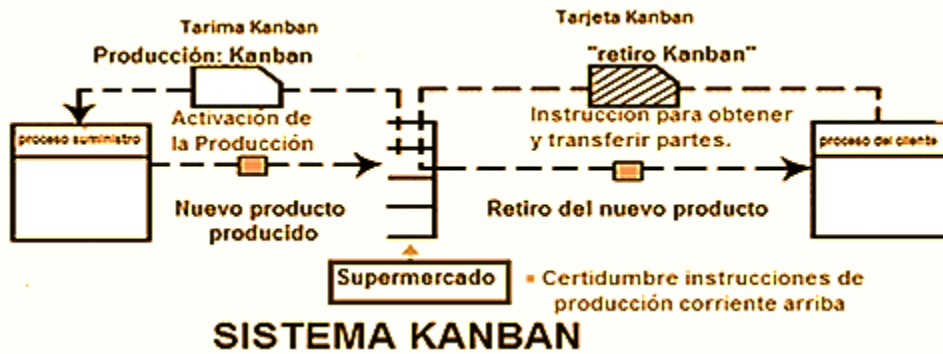 Tarima Kanban
Producción: Kanban
Tarjeta Kanban
"retiro Kanban"
proceso suministro
Activación de
la Producción
Instrucción para obtener
y transferir partes.
proceso del cliente
Nuevo producto
producido
Retiro del nuevo producto
Supermercado
Certidumbre instrucciones de
producción corriente arriba
SISTEMA KANBAN